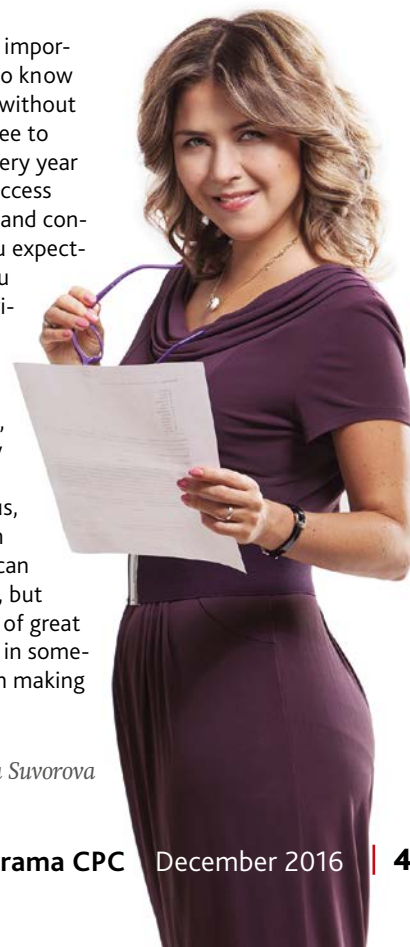 impor-
o know
without
ee to
ery year
ccess
and con-
u expect-
u
i-
,
y
us,
n
can
, but
of great
in some-
n making
a Suvorova
rama CPC December 2016 | 4